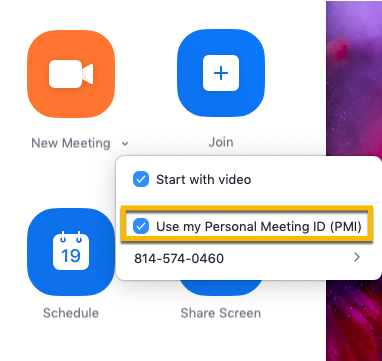 New Meeting
Join
Start with video
Use my Personal Meeting ID (PMI)
814-574-0460
19
Schedule
Share Screen